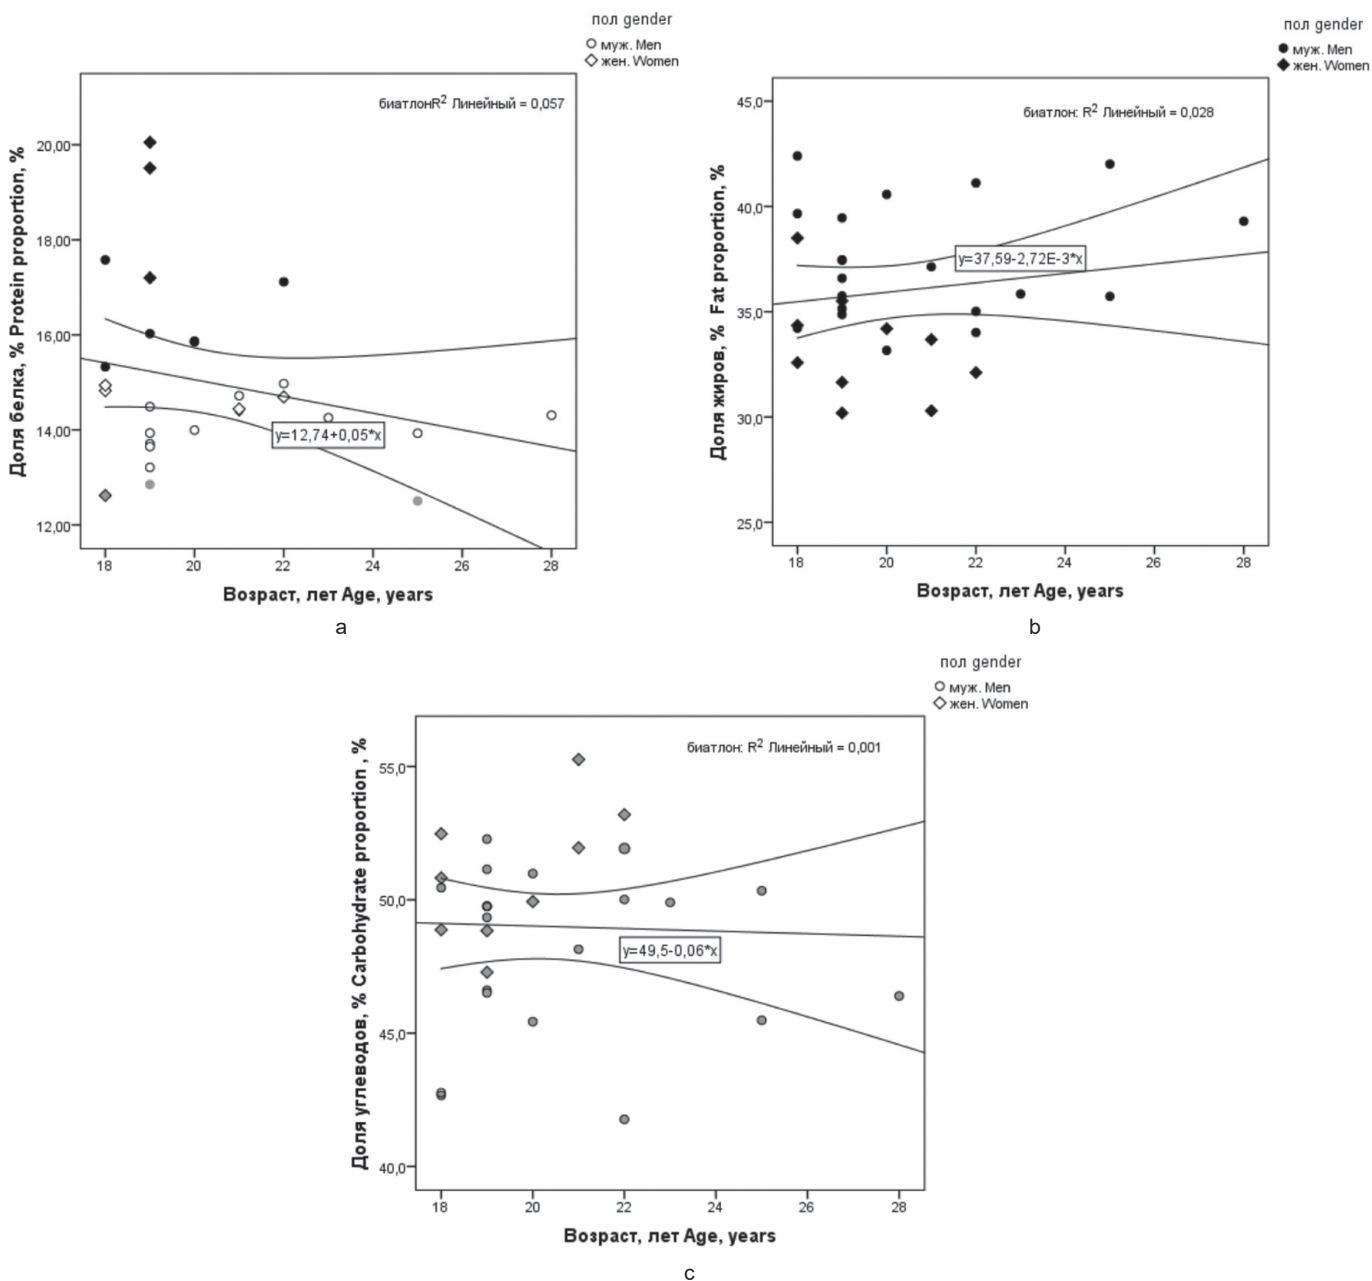 пол gender
муж. Men
жен. Women
биатлонR² Линейный = 0,057
Доля белка, % Protein proportion, %
20,00
18,00
16,00
14,00
12,00
y=12,74+0,05*x
18 20 22 24 26 28
Возраст, лет Age, years
a
пол gender
муж. Men
жен. Women
биатлон: R² Линейный = 0,028
Доля жиров, % Fat proportion, %
45,0
40,0
35,0
30,0
25,0
y=37,59-2,72E-3*x
18 20 22 24 26 28
Возраст, лет Age, years
b
пол gender
муж. Men
жен. Women
биатлон: R² Линейный = 0,001
Доля углеводов, % Carbohydrate proportion , %
55,0
50,0
45,0
40,0
y=49,5-0,06*x
18 20 22 24 26 28
Возраст, лет Age, years
c